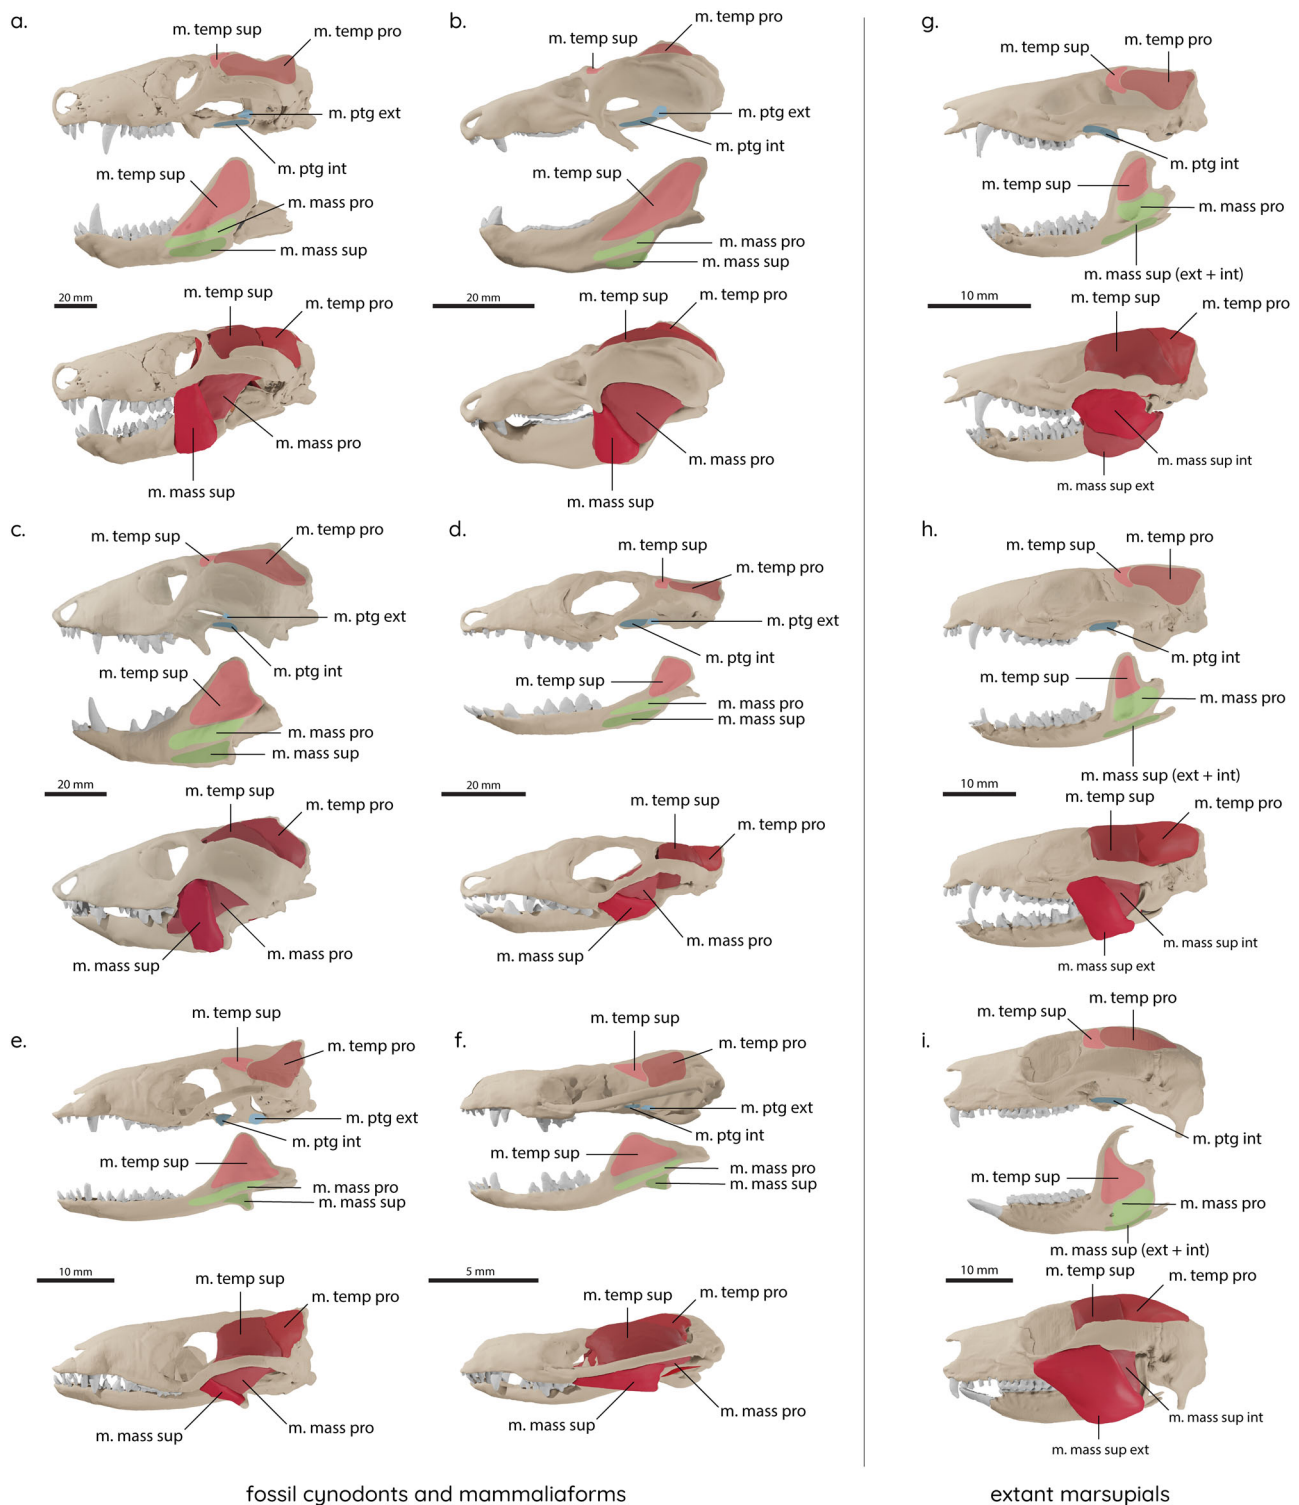 a.
m. temp sup
m. temp pro
m. ptg ext
m. ptg int
m. temp sup
m. mass pro
m. mass sup
20 mm
m. temp sup
m. temp pro
m. mass pro
m. mass sup
b.
m. temp pro
m. temp sup
m. ptg ext
m. ptg int
m. temp sup
m. mass pro
m. mass sup
20 mm
m. temp sup
m. temp pro
m. mass pro
m. mass sup
c.
m. temp sup
m. temp pro
m. ptg ext
m. ptg int
m. temp sup
m. mass pro
m. mass sup
20 mm
m. temp sup
m. temp pro
m. mass pro
m. mass sup
d.
m. temp sup
m. temp pro
m. ptg ext
m. ptg int
m. temp sup
m. mass pro
m. mass sup
20 mm
m. temp sup
m. temp pro
m. mass pro
m. mass sup
e.
m. temp sup
m. temp pro
m. ptg ext
m. ptg int
m. temp sup
m. mass pro
m. mass sup
10 mm
m. temp sup
m. temp pro
m. mass pro
m. mass sup
f.
m. temp sup
m. temp pro
m. ptg ext
m. ptg int
m. temp sup
m. mass pro
m. mass sup
5 mm
m. temp sup
m. temp pro
m. mass sup
m. mass pro
fossil cynodonts and mammaliaforms
g.
m. temp pro
m. temp sup
m. ptg int
m. temp sup
m. mass pro
m. mass sup (ext + int)
10 mm
m. temp sup
m. temp pro
m. mass sup int
m. mass sup ext
h.
m. temp pro
m. temp sup
m. ptg int
m. temp sup
m. mass pro
m. mass sup (ext + int)
10 mm
m. temp sup
m. temp pro
m. mass sup int
m. mass sup ext
i.
m. temp pro
m. temp sup
m. ptg int
m. temp sup
m. mass pro
m. mass sup (ext + int)
10 mm
m. temp sup
m. temp pro
m. mass sup int
m. mass sup ext
extant marsupials